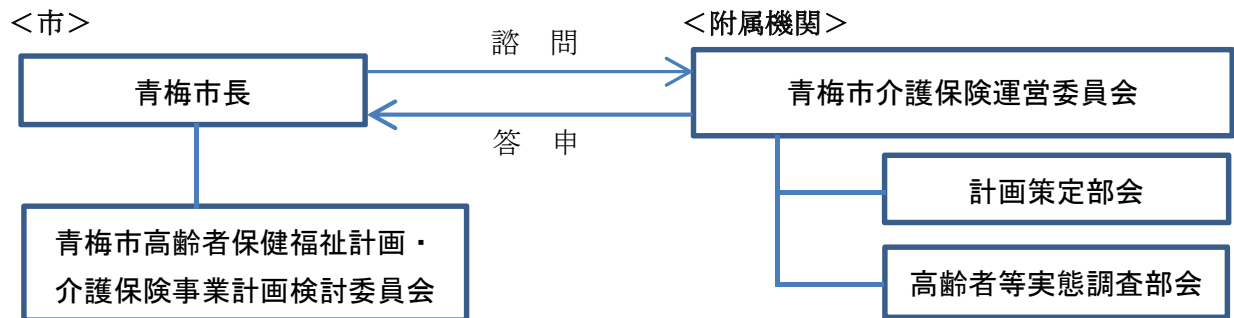 ＜市＞
＜附属機関＞
諮 問
青梅市長
青梅市介護保険運営委員会
答 申
計画策定部会
青梅市高齢者保健福祉計画・
介護保険事業計画検討委員会
高齢者等実態調査部会